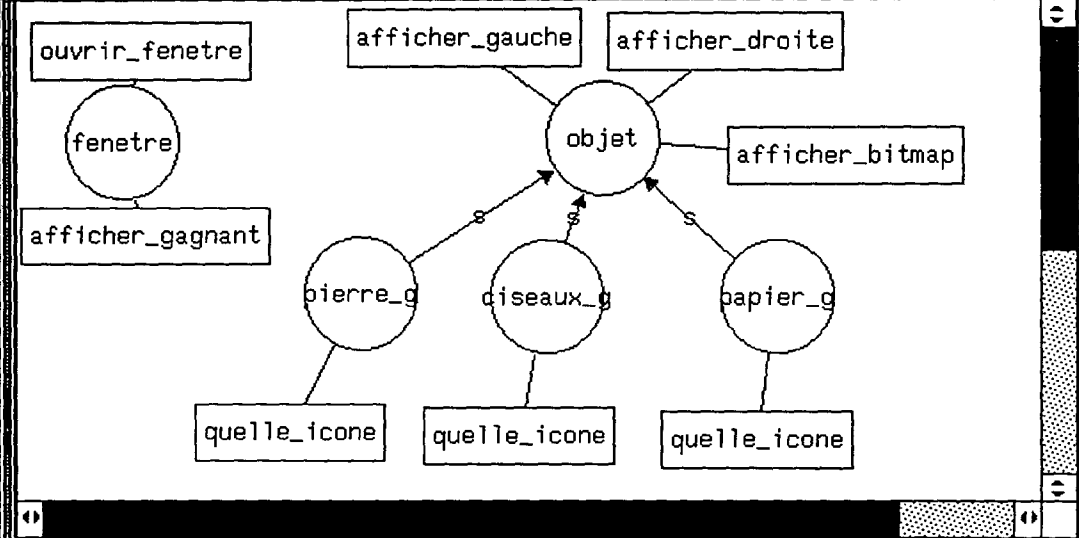 afficher_gauche
afficher_droite
ouvrir_fenetre
objet
fenetre
afficher_bitmap
s
s
s
afficher_gagnant
pierre_g
ciseaux_g
papier_g
quelle_icone
quelle_icone
quelle_icone